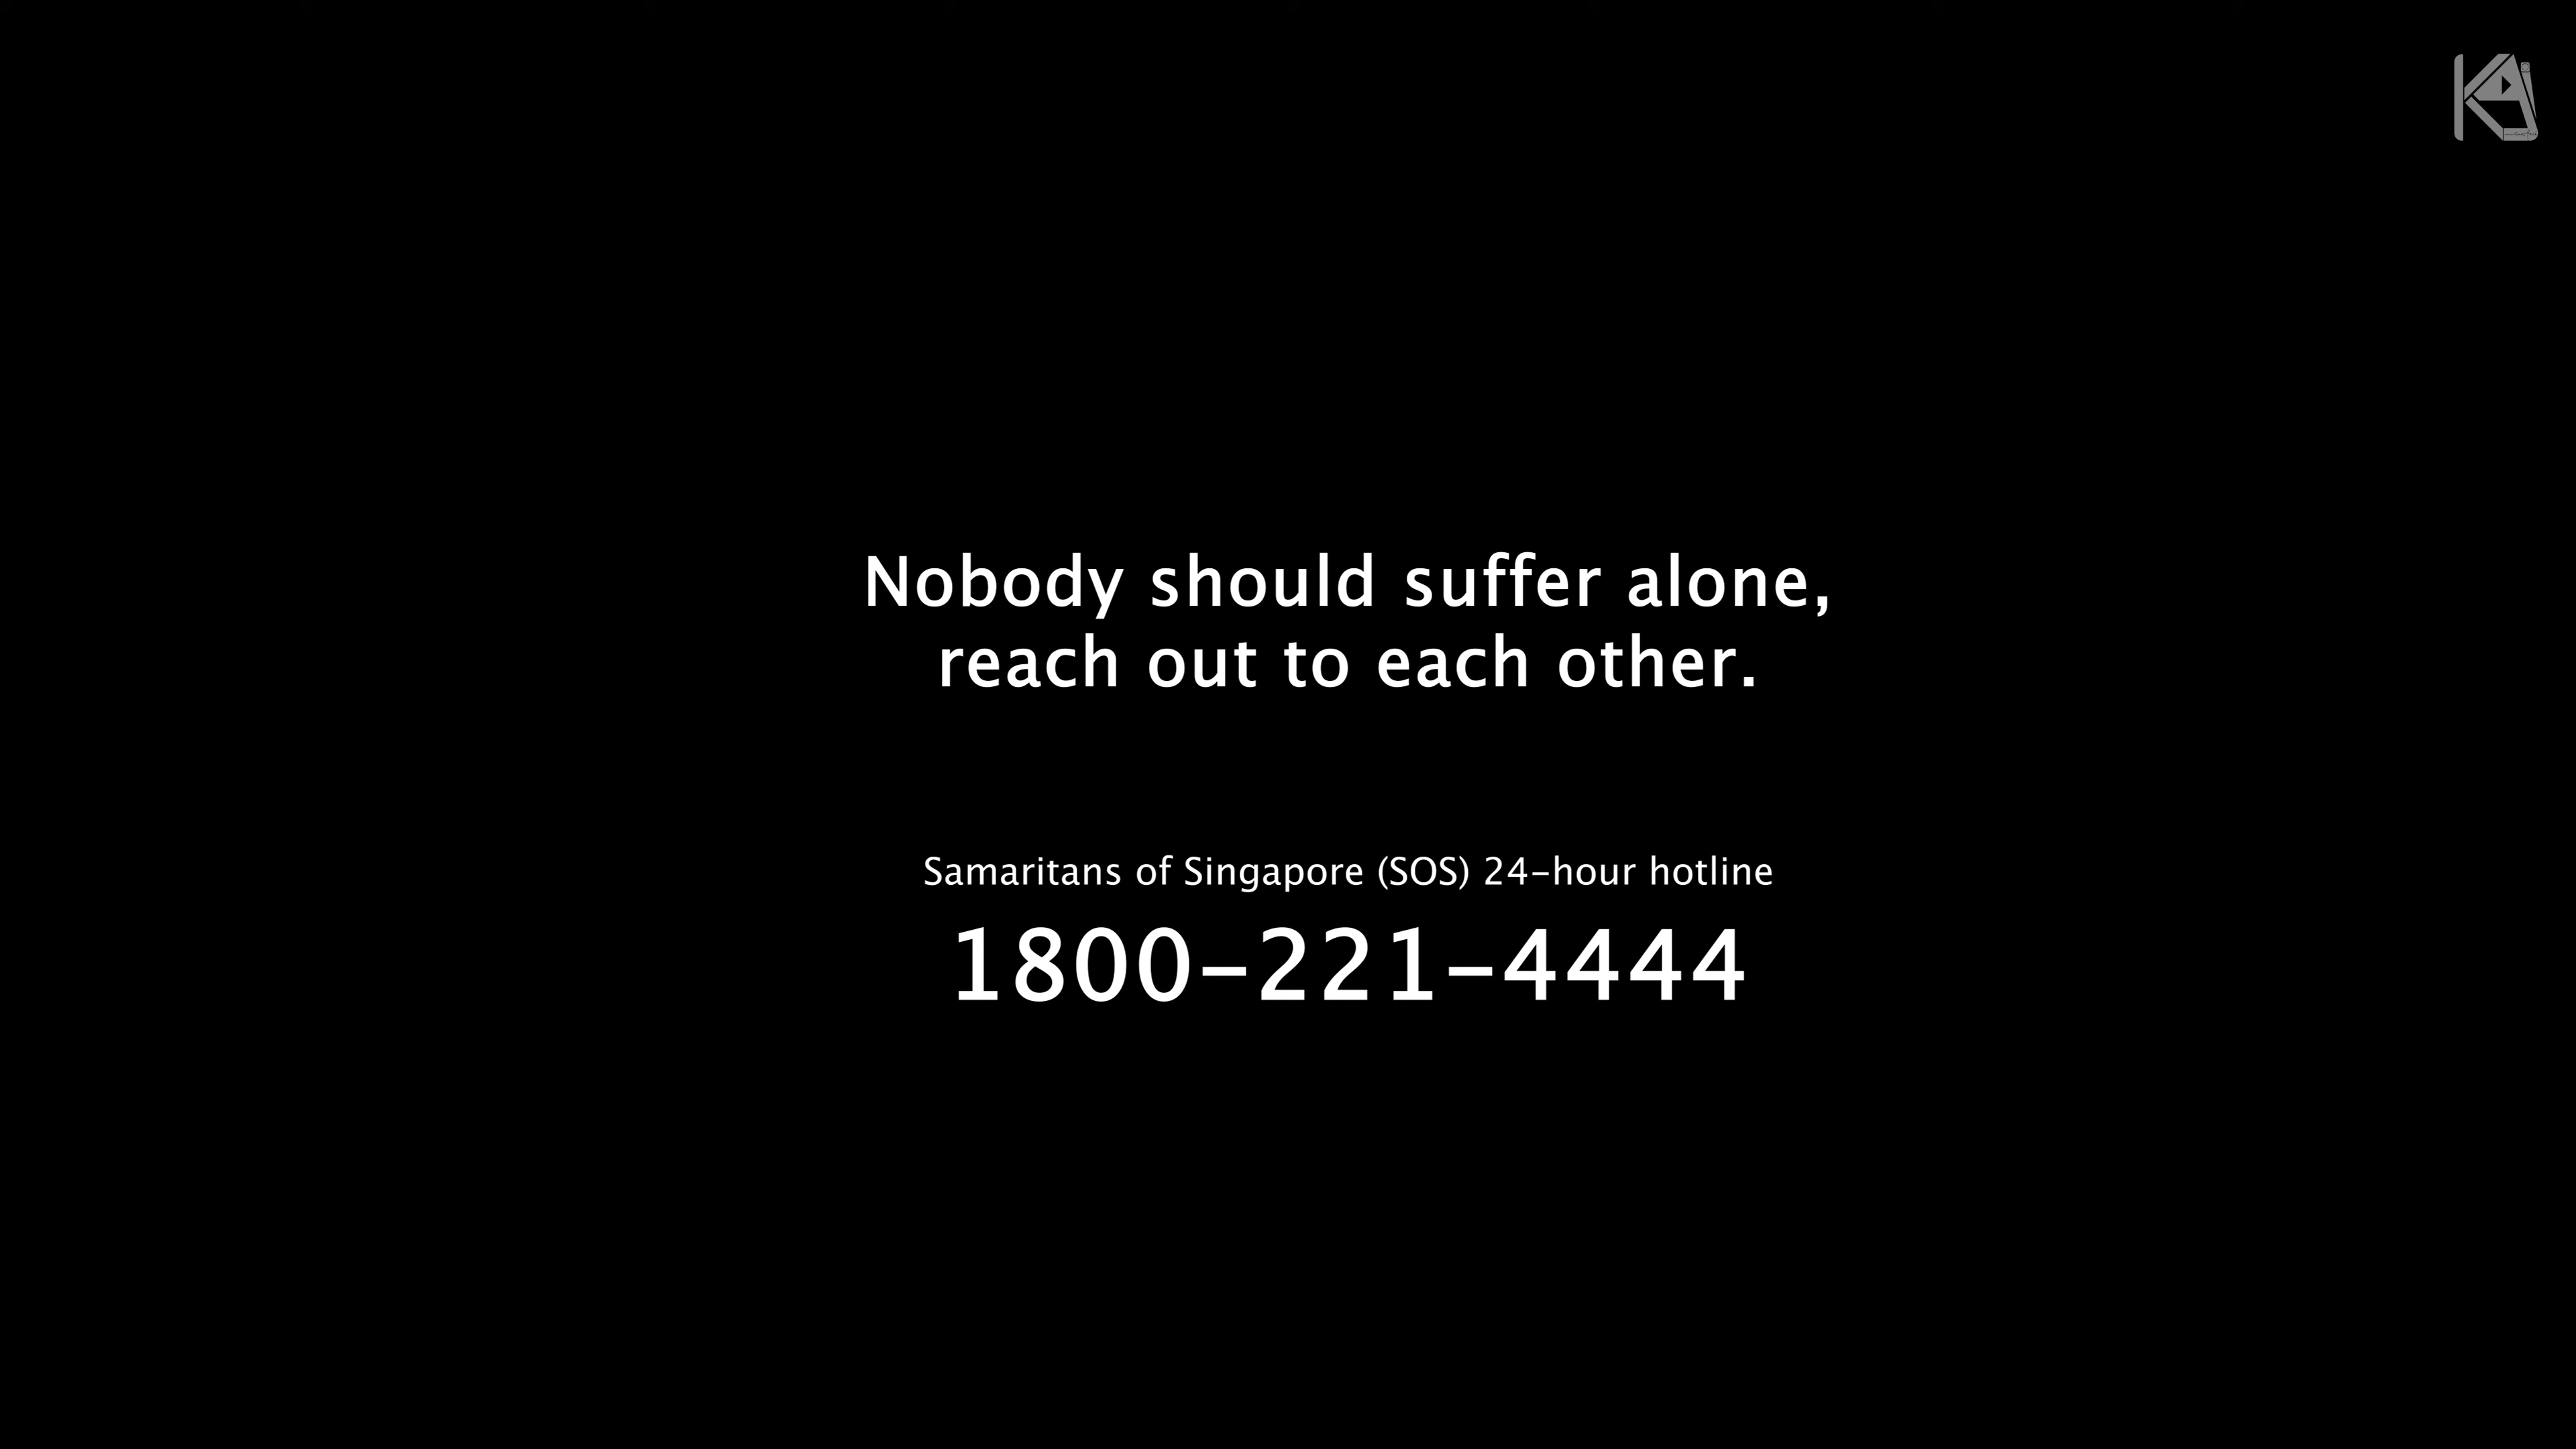 Nobody should suffer alone,
reach out to each other.
Samaritans of Singapore (SOS) 24-hour hotline
1800-221-4444